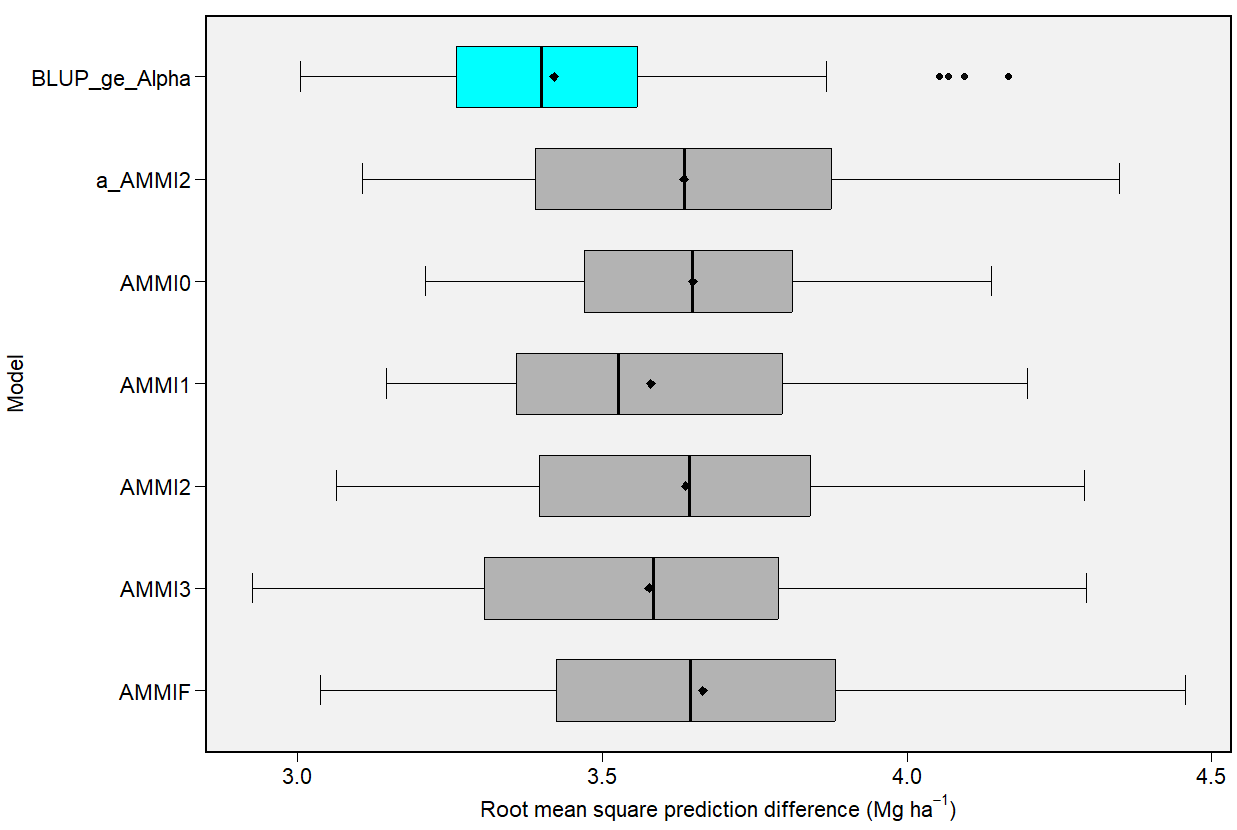 BLUP_ge_Alpha
a_AMMI2
AMMI0
AMMI1
AMMI2
AMMI3
AMMIF
Model
3.0 3.5 4.0 4.5
Root mean square prediction difference (Mg ha⁻¹)